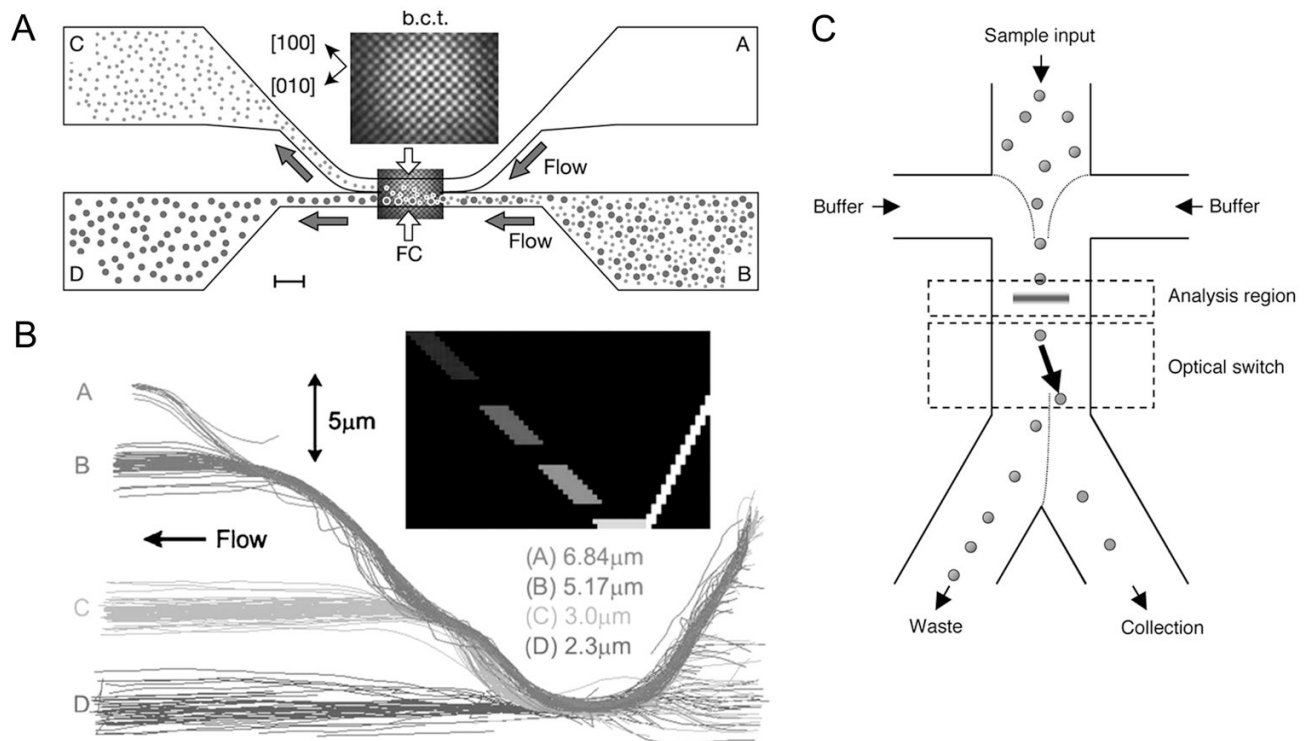 A
b.c.t.
[100]
[010]
C
A
Flow
FC
Flow
D
B
B
A
B
C
D
5μm
Flow
(A) 6.84μm
(B) 5.17μm
(C) 3.0μm
(D) 2.3μm
C
Sample input
Buffer
Buffer
Analysis region
Optical switch
Waste
Collection